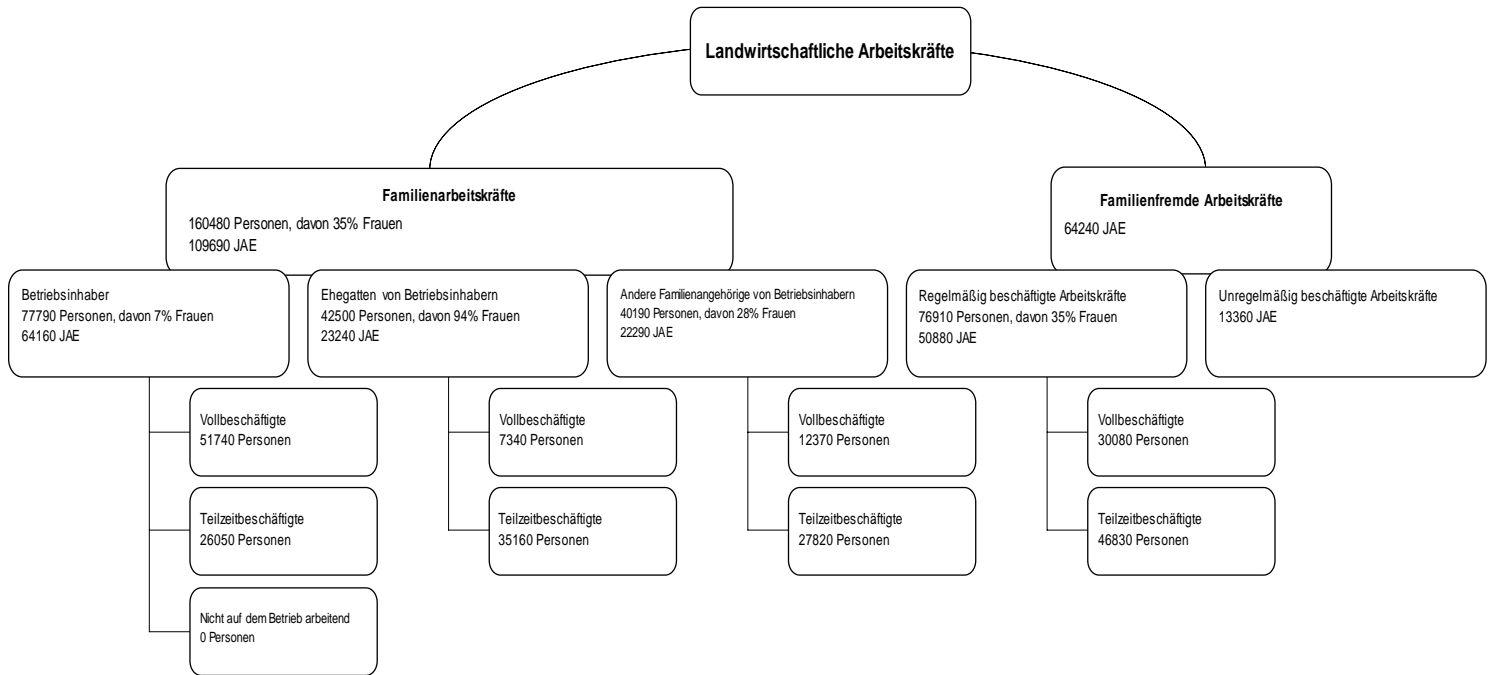 Landwirtschaftliche Arbeitskräfte
Familienarbeitskräfte
160480 Personen, davon 35% Frauen
109690 JAE
Familienfremde Arbeitskräfte
64240 JAE
Betriebsinhaber
77790 Personen, davon 7% Frauen
64160 JAE
Ehegatten von Betriebsinhabern
42500 Personen, davon 94% Frauen
23240 JAE
Andere Familienangehörige von Betriebsinhabern
40190 Personen, davon 28% Frauen
22290 JAE
Regelmäßig beschäftigte Arbeitskräfte
76910 Personen, davon 35% Frauen
50880 JAE
Unregelmäßig beschäftigte Arbeitskräfte
13360 JAE
Vollbeschäftigte
51740 Personen
Vollbeschäftigte
7340 Personen
Vollbeschäftigte
12370 Personen
Vollbeschäftigte
30080 Personen
Teilzeitbeschäftigte
26050 Personen
Teilzeitbeschäftigte
35160 Personen
Teilzeitbeschäftigte
27820 Personen
Teilzeitbeschäftigte
46830 Personen
Nicht auf dem Betrieb arbeitend
0 Personen